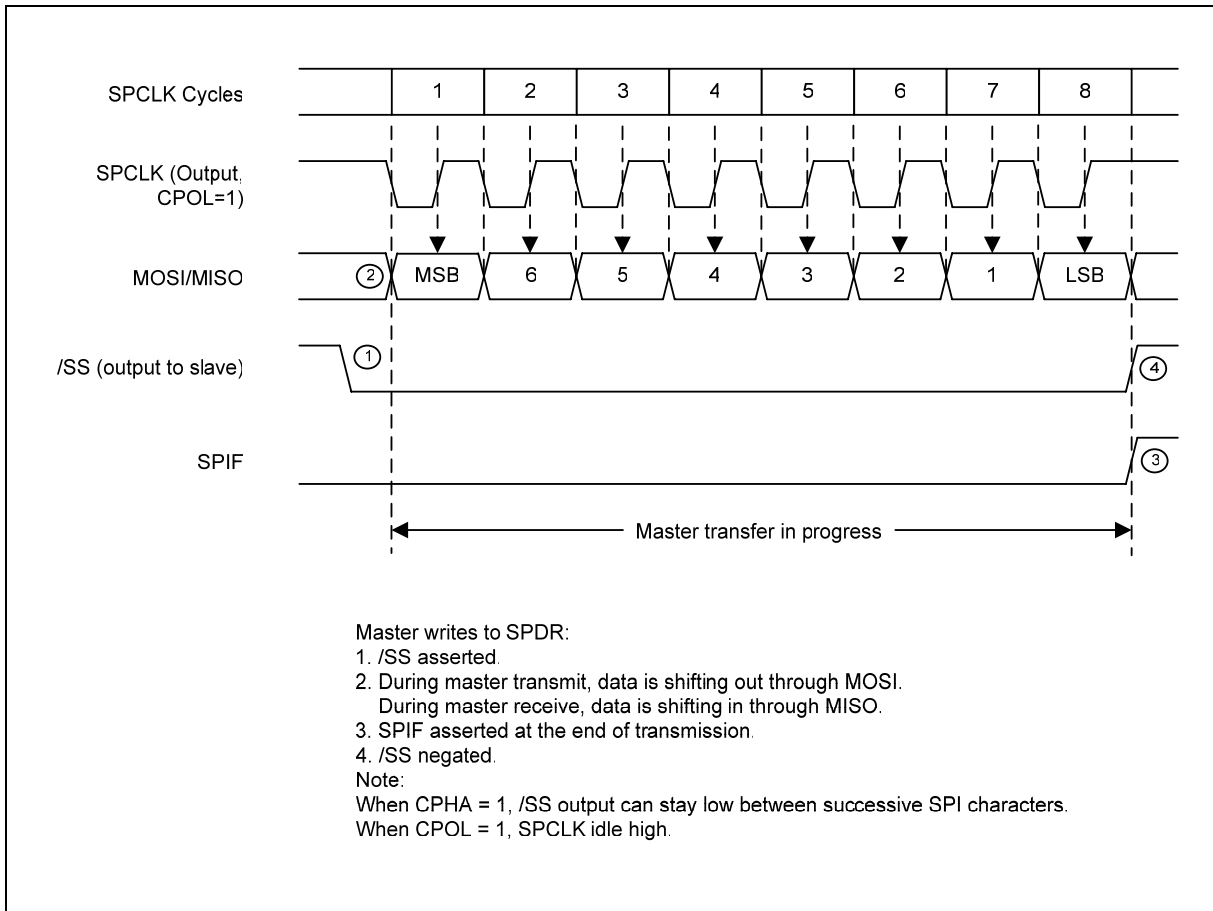 SPCLK Cycles 1 2 3 4 5 6 7 8
SPCLK (Output,
CPOL=1)
MOSI/MISO 2 MSB 6 5 4 3 2 1 LSB
/SS (output to slave) 1 4
SPIF 3
Master transfer in progress
Master writes to SPDR:
1. /SS asserted.
2. During master transmit, data is shifting out through MOSI.
During master receive, data is shifting in through MISO.
3. SPIF asserted at the end of transmission.
4. /SS negated.
Note:
When CPHA = 1, /SS output can stay low between successive SPI characters.
When CPOL = 1, SPCLK idle high.